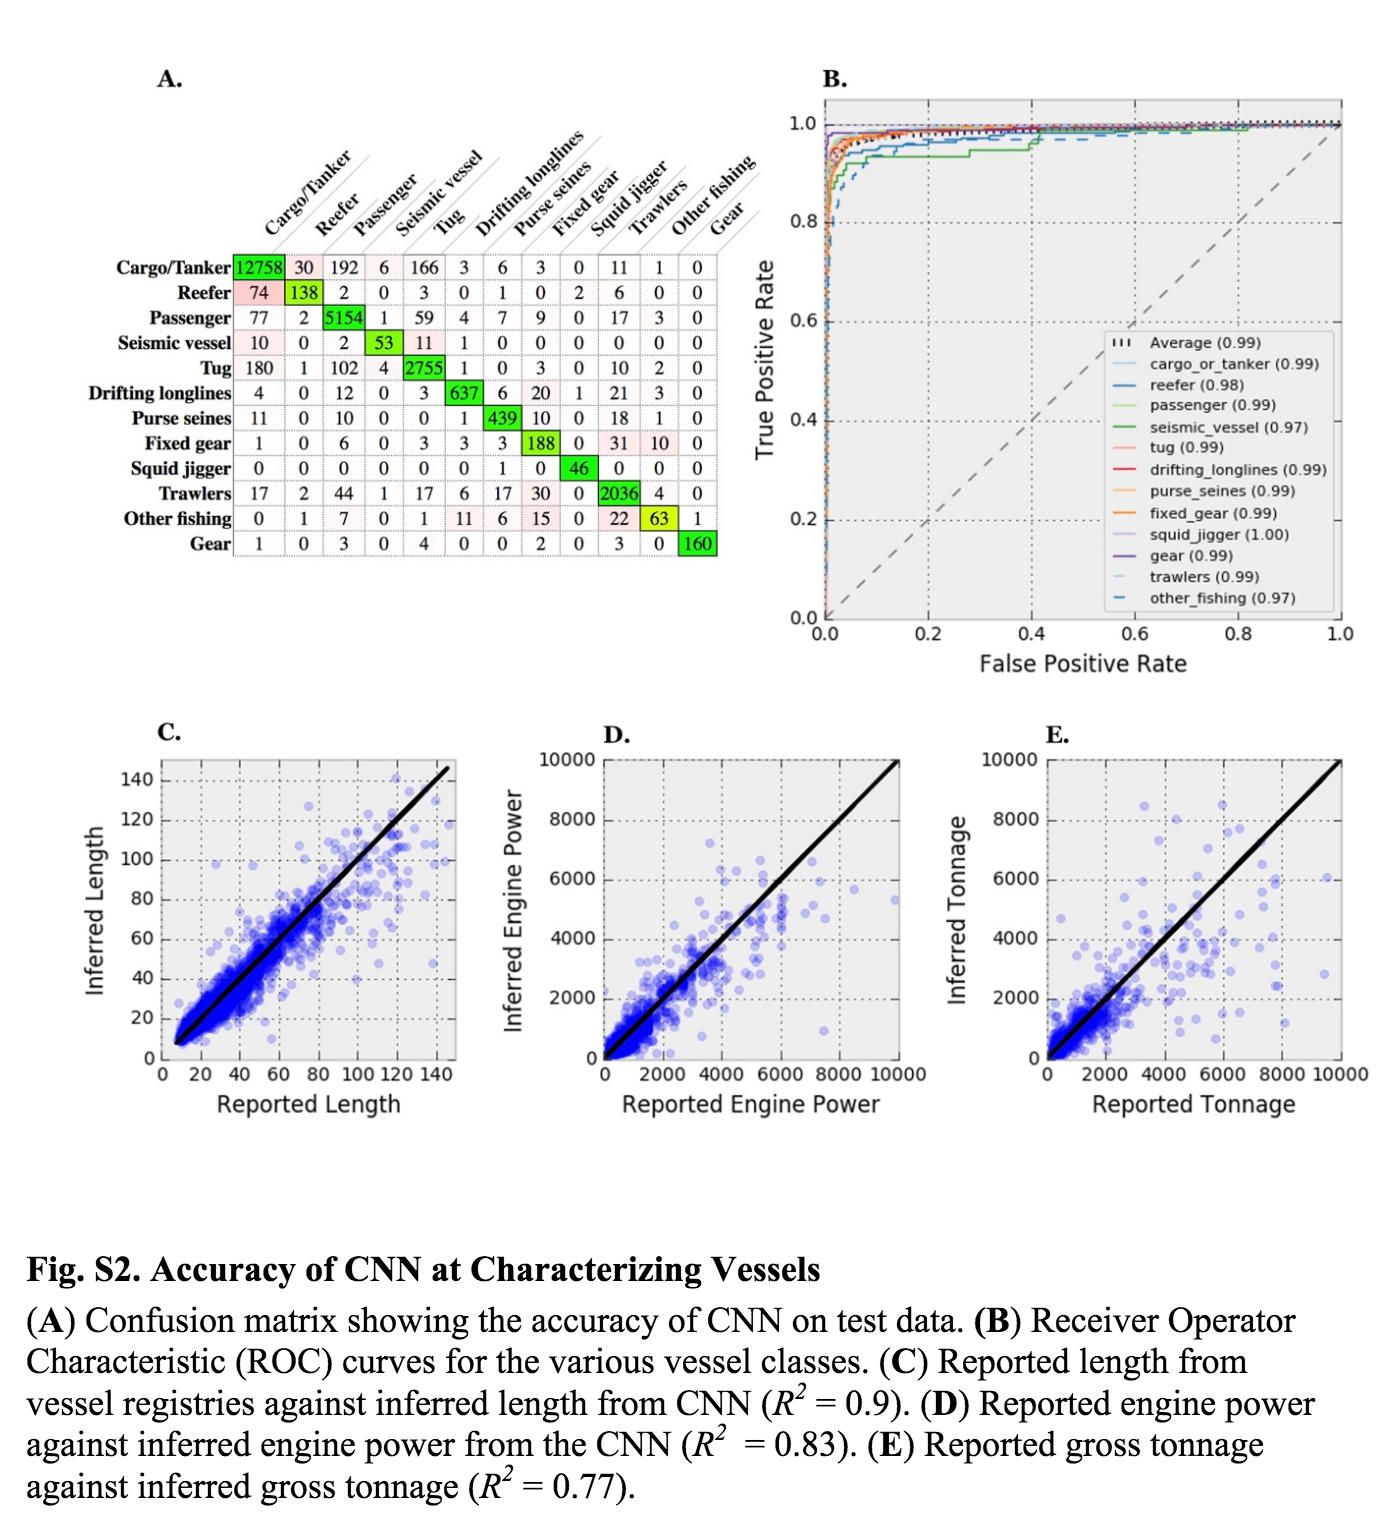 A.
Cargo/Tanker
Reefer
Passenger
Seismic vessel
Tug
Drifting longlines
Purse seines
Fixed gear
Squid jigger
Trawlers
Other fishing
Gear
Cargo/Tanker 12758 30 192 6 166 3 6 3 0 11 1 0
Reefer 74 138 2 0 3 0 1 0 2 6 0 0
Passenger 77 2 5154 1 59 4 7 9 0 17 3 0
Seismic vessel 10 0 2 53 11 1 0 0 0 0 0 0
Tug 180 1 102 4 2755 1 0 3 0 10 2 0
Drifting longlines 4 0 12 0 3 637 6 20 1 21 3 0
Purse seines 11 0 10 0 0 1 439 10 0 18 1 0
Fixed gear 1 0 6 0 3 3 3 188 0 31 10 0
Squid jigger 0 0 0 0 0 0 1 0 46 0 0 0
Trawlers 17 2 44 1 17 6 17 30 0 2036 4 0
Other fishing 0 1 7 0 1 11 6 15 0 22 63 1
Gear 1 0 3 0 4 0 0 2 0 3 0 160
B.
True Positive Rate
1.0
0.8
0.6
0.4
0.2
0.0
Average (0.99)
cargo_or_tanker (0.99)
reefer (0.98)
passenger (0.99)
seismic_vessel (0.97)
tug (0.99)
drifting_longlines (0.99)
purse_seines (0.99)
fixed_gear (0.99)
squid_jigger (1.00)
gear (0.99)
trawlers (0.99)
other_fishing (0.97)
0.0 0.2 0.4 0.6 0.8 1.0
False Positive Rate
C.
Inferred Length
140
120
100
80
60
40
20
0
0 20 40 60 80 100 120 140
Reported Length
D.
Inferred Engine Power
10000
8000
6000
4000
2000
0
0 2000 4000 6000 8000 10000
Reported Engine Power
E.
Inferred Tonnage
10000
8000
6000
4000
2000
0
0 2000 4000 6000 8000 10000
Reported Tonnage
Fig. S2. Accuracy of CNN at Characterizing Vessels
(A) Confusion matrix showing the accuracy of CNN on test data. (B) Receiver Operator
Characteristic (ROC) curves for the various vessel classes. (C) Reported length from
vessel registries against inferred length from CNN (R² = 0.9). (D) Reported engine power
against inferred engine power from the CNN (R² = 0.83). (E) Reported gross tonnage
against inferred gross tonnage (R² = 0.77).